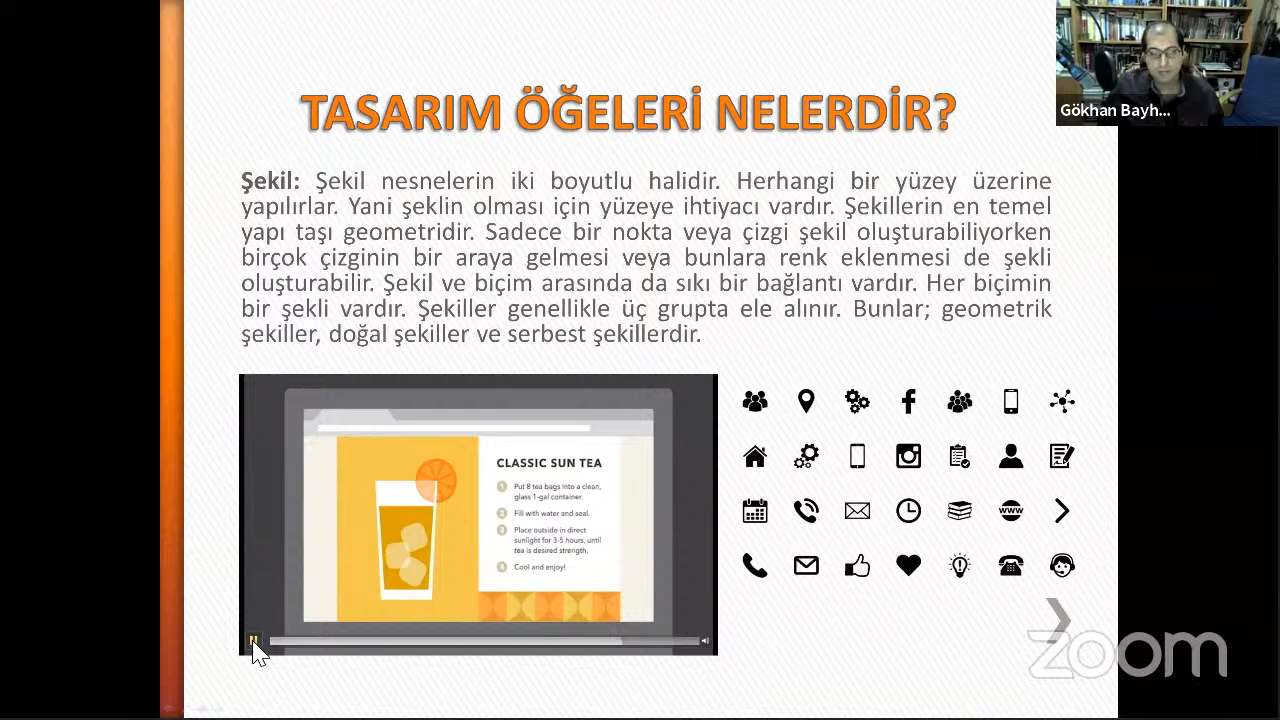 TASARIM ÖĞELERİ NELERDİR?
Gökhan Bayh...
Şekil: Şekil nesnelerin iki boyutlu halidir. Herhangi bir yüzey üzerine
yapılırlar. Yani şeklin olması için yüzeye ihtiyacı vardır. Şekillerin en temel
yapı taşı geometridir. Sadece bir nokta veya çizgi şekil oluşturabiliyorken
birçok çizginin bir araya gelmesi veya bunlara renk eklenmesi de şekli
oluşturabilir. Şekil ve biçim arasında da sıkı bir bağlantı vardır. Her biçimin
bir şekli vardır. Şekiller genellikle üç grupta ele alınır. Bunlar; geometrik
şekiller, doğal şekiller ve serbest şekillerdir.
CLASSIC SUN TEA
1 Put 8 tea bags into a clean,
glass 1-gal container.
2 Fill with water and seal.
3 Place outside in direct
sunlight for 3-5 hours, until
tea is desired strength.
4 Cool and enjoy!
www
zoom